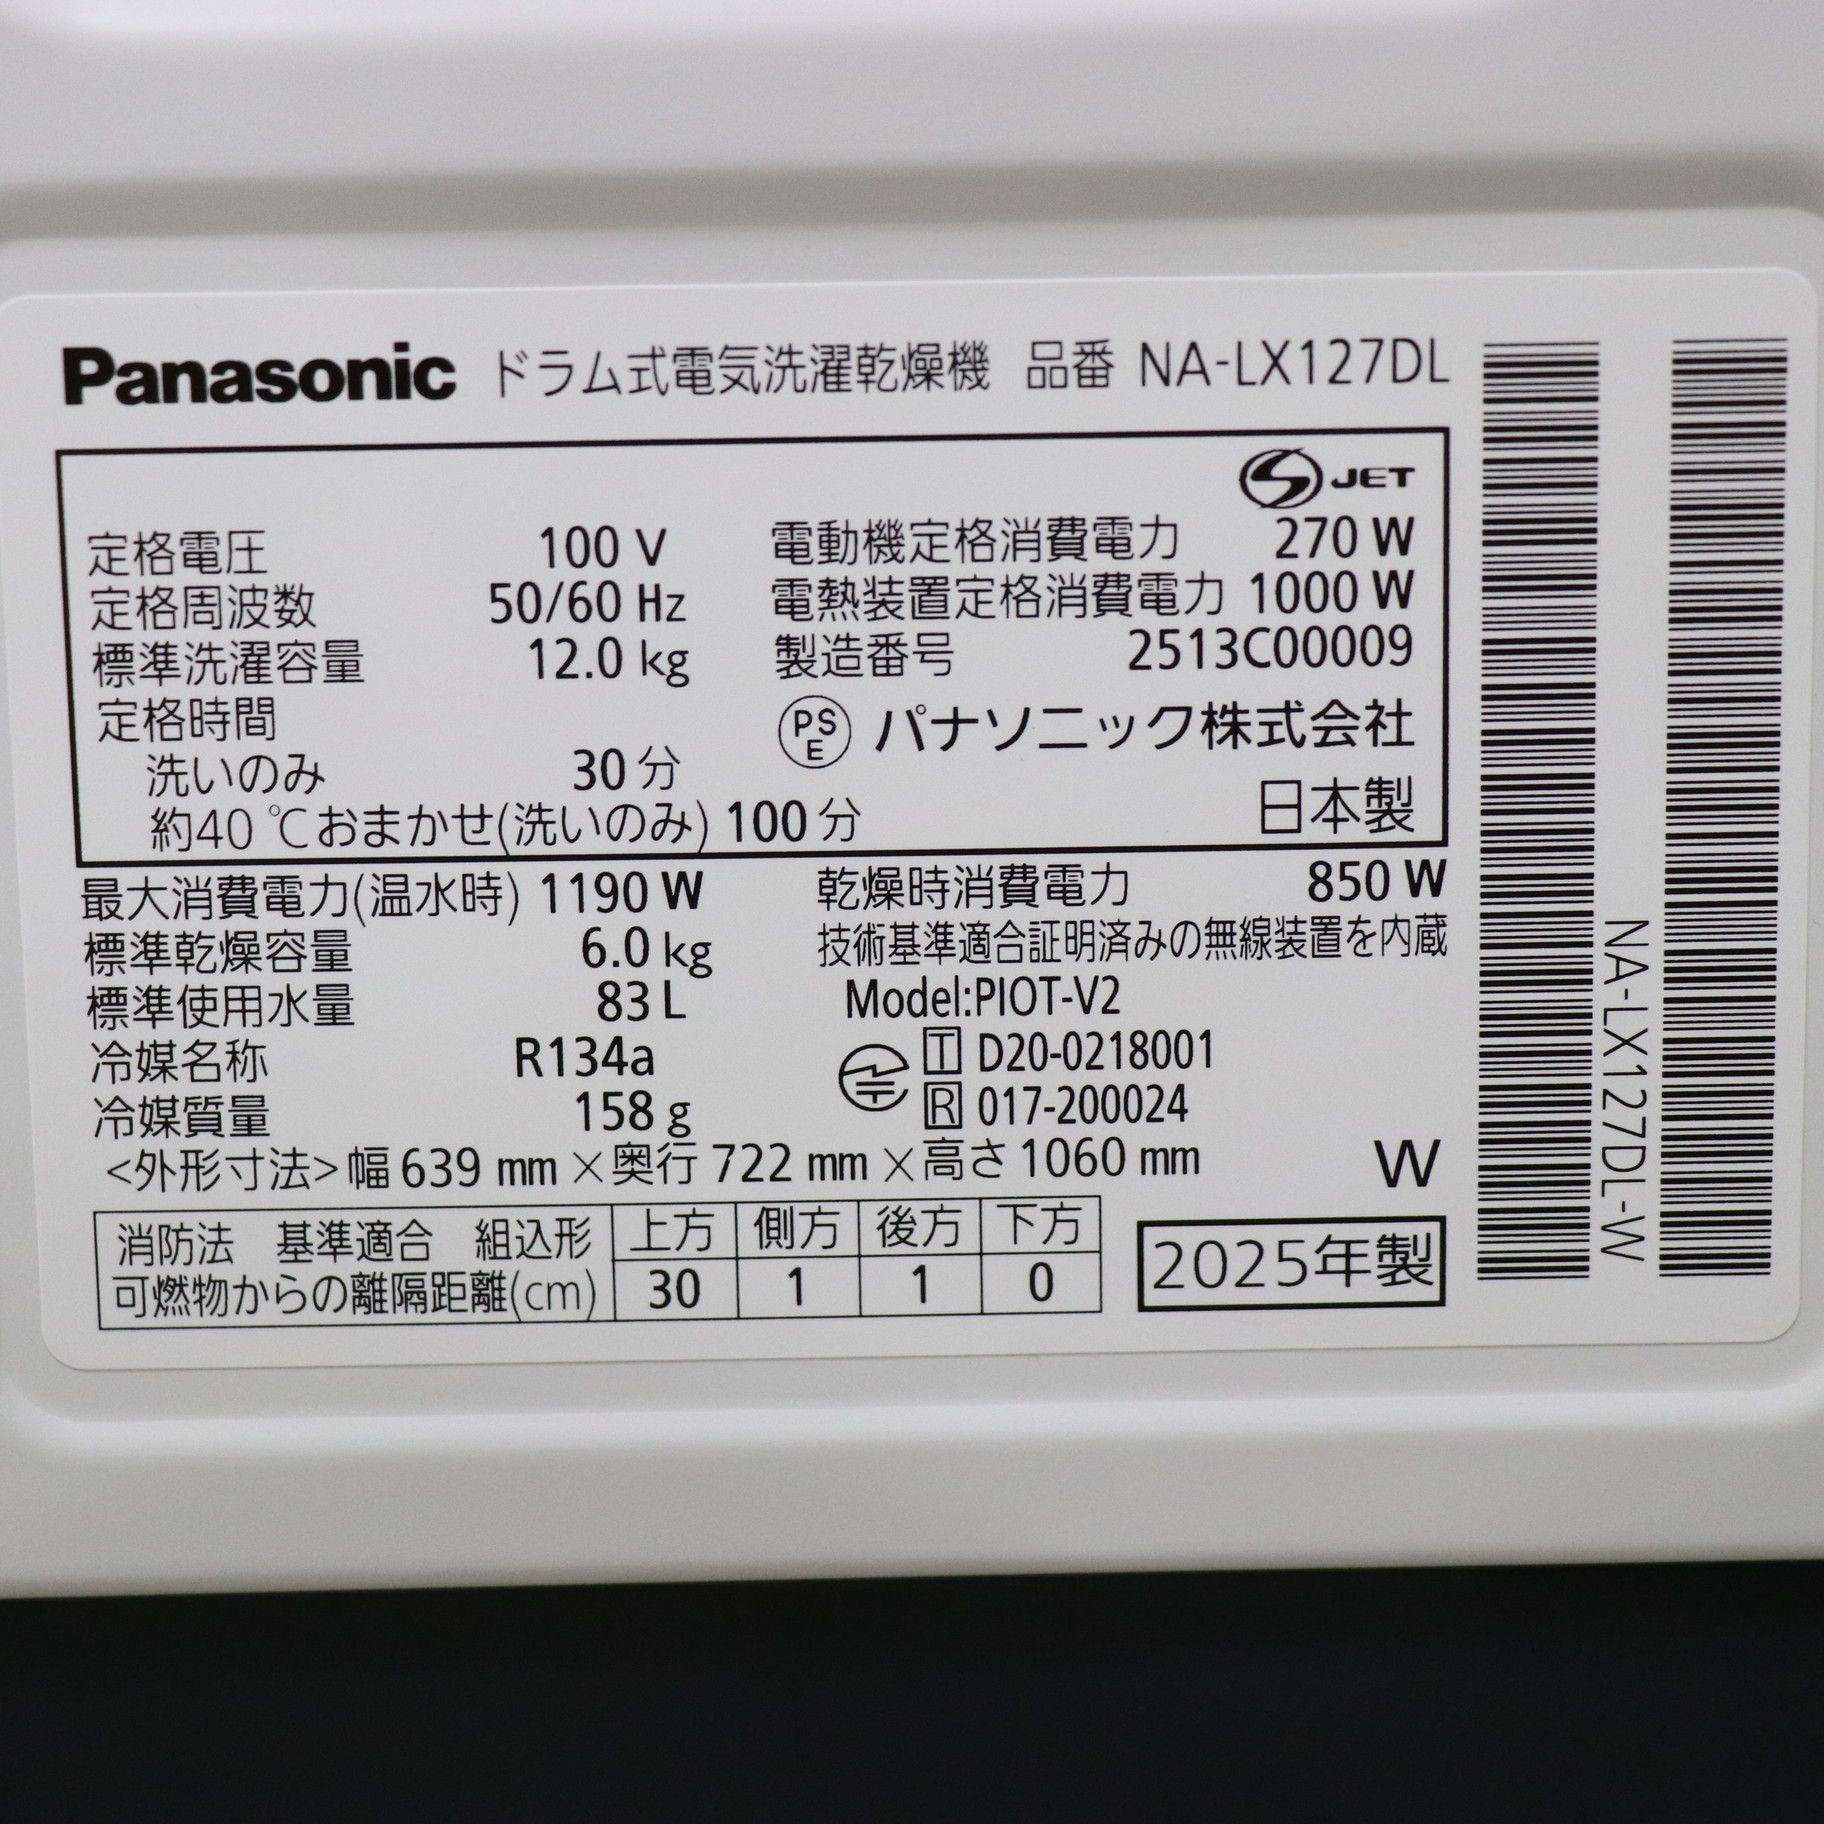 Panasonic ドラム式電気洗濯乾燥機 品番 NA-LX127DL
JET
定格電圧 100 V 電動機定格消費電力 270 W
定格周波数 50/60 Hz 電熱装置定格消費電力 1000 W
標準洗濯容量 12.0 kg 製造番号 2513C00009
定格時間 PSE パナソニック株式会社
洗いのみ 30 分
約40℃おまかせ(洗いのみ) 100 分 日本製
最大消費電力(温水時) 1190 W 乾燥時消費電力 850 W
標準乾燥容量 6.0 kg 技術基準適合証明済みの無線装置を内蔵
標準使用水量 83 L Model:PIOT-V2
冷媒名称 R134a T D20-0218001
冷媒質量 158 g R 017-200024
<外形寸法> 幅 639 mm × 奥行 722 mm × 高さ 1060 mm W
消防法 基準適合 組込形 上方 側方 後方 下方
可燃物からの離隔距離(cm) 30 1 1 0
2025年製
NA-LX127DL-W